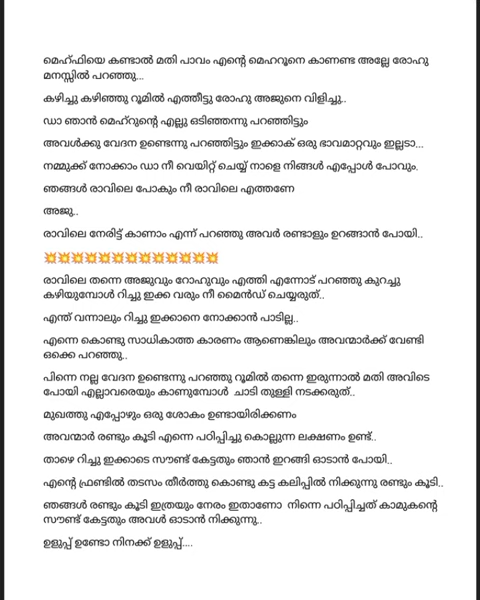 മെഹ്ഫിയെ കണ്ടാൽ മതി പാവം എന്റെ മെഹറൂനെ കാണണ്ട അല്ലേ രോഹു
മനസ്സിൽ പറഞ്ഞു...
കഴിച്ചു കഴിഞ്ഞു റൂമിൽ എത്തീട്ടു രോഹു അജുനെ വിളിച്ചു..
ഡാ ഞാൻ മെഹ്റുന്റെ എല്ലു ഒടിഞ്ഞന്നു പറഞ്ഞിട്ടും
അവൾക്കു വേദന ഉണ്ടെന്നു പറഞ്ഞിട്ടും ഇക്കാക് ഒരു ഭാവമാറ്റവും ഇല്ലടാ...
നമ്മുക്ക് നോക്കാം ഡാ നീ വെയിറ്റ് ചെയ്യ് നാളെ നിങ്ങൾ എപ്പോൾ പോവും.
ഞങ്ങൾ രാവിലെ പോകും നീ രാവിലെ എത്തണേ
അജു..
രാവിലെ നേരിട്ട് കാണാം എന്ന് പറഞ്ഞു അവർ രണ്ടാളും ഉറങ്ങാൻ പോയി..
💥💥💥💥💥💥💥💥💥💥💥💥💥
രാവിലെ തന്നെ അജുവും റോഹുവും എത്തി എന്നോട് പറഞ്ഞു കുറച്ചു
കഴിയുമ്പോൾ റിച്ചു ഇക്ക വരും നീ മൈൻഡ് ചെയ്യരുത്..
എന്ത് വന്നാലും റിച്ചു ഇക്കാനെ നോക്കാൻ പാടില്ല..
എന്നെ കൊണ്ടു സാധികാത്ത കാരണം ആണെങ്കിലും അവന്മാർക്ക് വേണ്ടി
ഒക്കെ പറഞ്ഞു..
പിന്നെ നല്ല വേദന ഉണ്ടെന്നു പറഞ്ഞു റൂമിൽ തന്നെ ഇരുന്നാൽ മതി അവിടെ
പോയി എല്ലാവരെയും കാണുമ്പോൾ ചാടി തുള്ളി നടക്കരുത്..
മുഖത്തു എപ്പോഴും ഒരു ശോകം ഉണ്ടായിരിക്കണം
അവന്മാർ രണ്ടും കൂടി എന്നെ പഠിപ്പിച്ചു കൊല്ലുന്ന ലക്ഷണം ഉണ്ട്..
താഴെ റിച്ചു ഇക്കാടെ സൗണ്ട് കേട്ടതും ഞാൻ ഇറങ്ങി ഓടാൻ പോയി..
എന്റെ ഫ്രണ്ടിൽ തടസം തീർത്തു കൊണ്ടു കട്ട കലിപ്പിൽ നിക്കുന്നു രണ്ടും കൂടി..
ഞങ്ങൾ രണ്ടും കൂടി ഇത്രയും നേരം ഇതാണോ നിന്നെ പഠിപ്പിച്ചത് കാമുകന്റെ
സൗണ്ട് കേട്ടതും അവൾ ഓടാൻ നിക്കുന്നു..
ഉളുപ്പ് ഉണ്ടോ നിനക്ക് ഉളുപ്പ്....